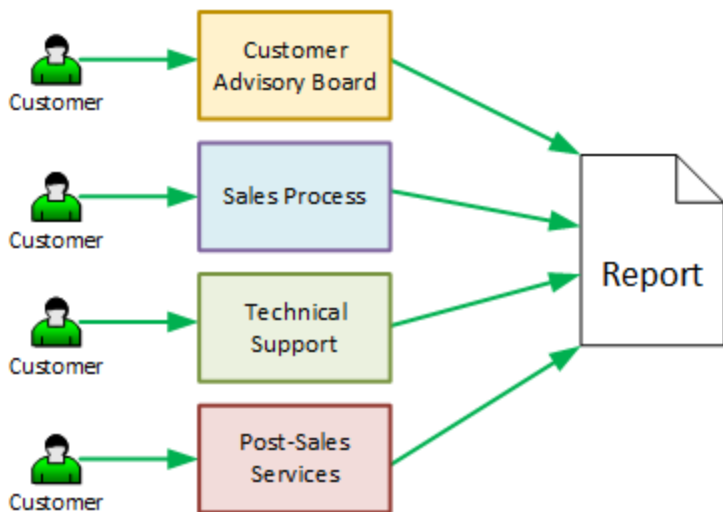 Customer
Customer
Advisory Board
Customer
Sales Process
Customer
Technical
Support
Customer
Post-Sales
Services
Report